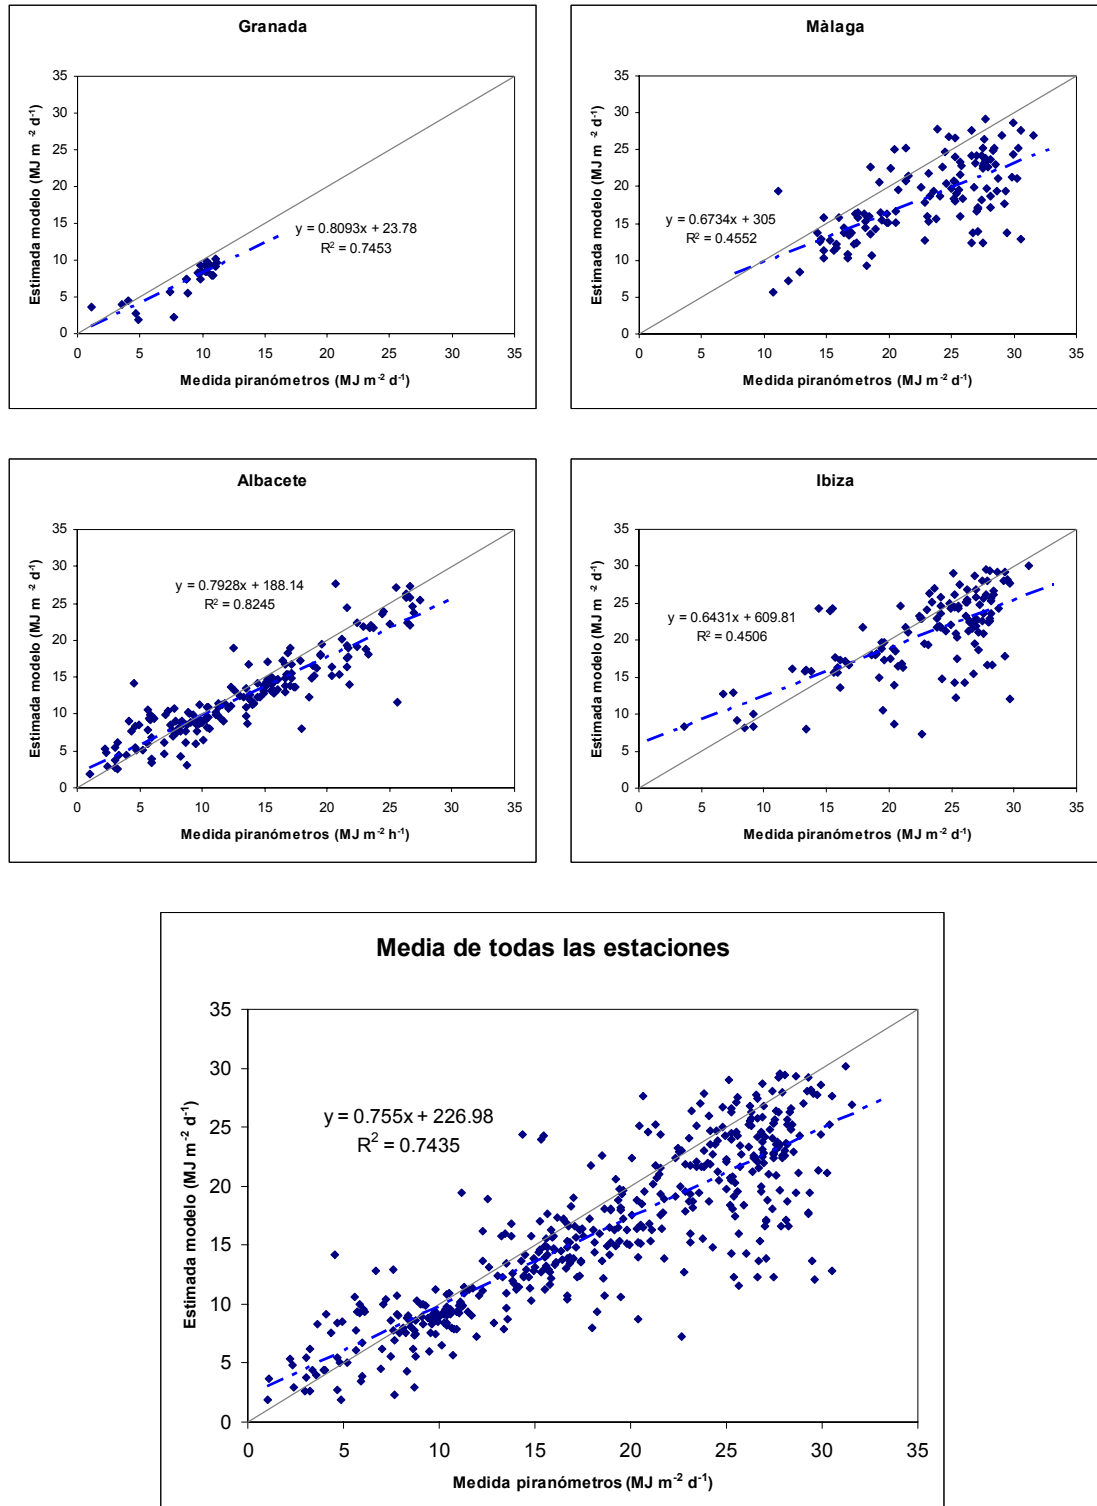 Granada
Estimada modelo (MJ m⁻² d⁻¹)
35
30
25
20
15
10
5
0
y = 0.8093x + 23.78
R² = 0.7453
0 5 10 15 20 25 30 35
Medida piranómetros (MJ m⁻² d⁻¹)
Màlaga
Estimada modelo (MJ m⁻² d⁻¹)
35
30
25
20
15
10
5
0
y = 0.6734x + 305
R² = 0.4552
0 5 10 15 20 25 30 35
Medida piranómetros (MJ m⁻² d⁻¹)
Albacete
Estimada modelo (MJ m⁻² d⁻¹)
35
30
25
20
15
10
5
0
y = 0.7928x + 188.14
R² = 0.8245
0 5 10 15 20 25 30 35
Medida piranómetros (MJ m⁻² h⁻¹)
Ibiza
Estimada modelo (MJ m⁻² d⁻¹)
35
30
25
20
15
10
5
0
y = 0.6431x + 609.81
R² = 0.4506
0 5 10 15 20 25 30 35
Medida piranómetros (MJ m⁻² d⁻¹)
Media de todas las estaciones
Estimada modelo (MJ m⁻² d⁻¹)
35
30
25
20
15
10
5
0
y = 0.755x + 226.98
R² = 0.7435
0 5 10 15 20 25 30 35
Medida piranómetros (MJ m⁻² d⁻¹)